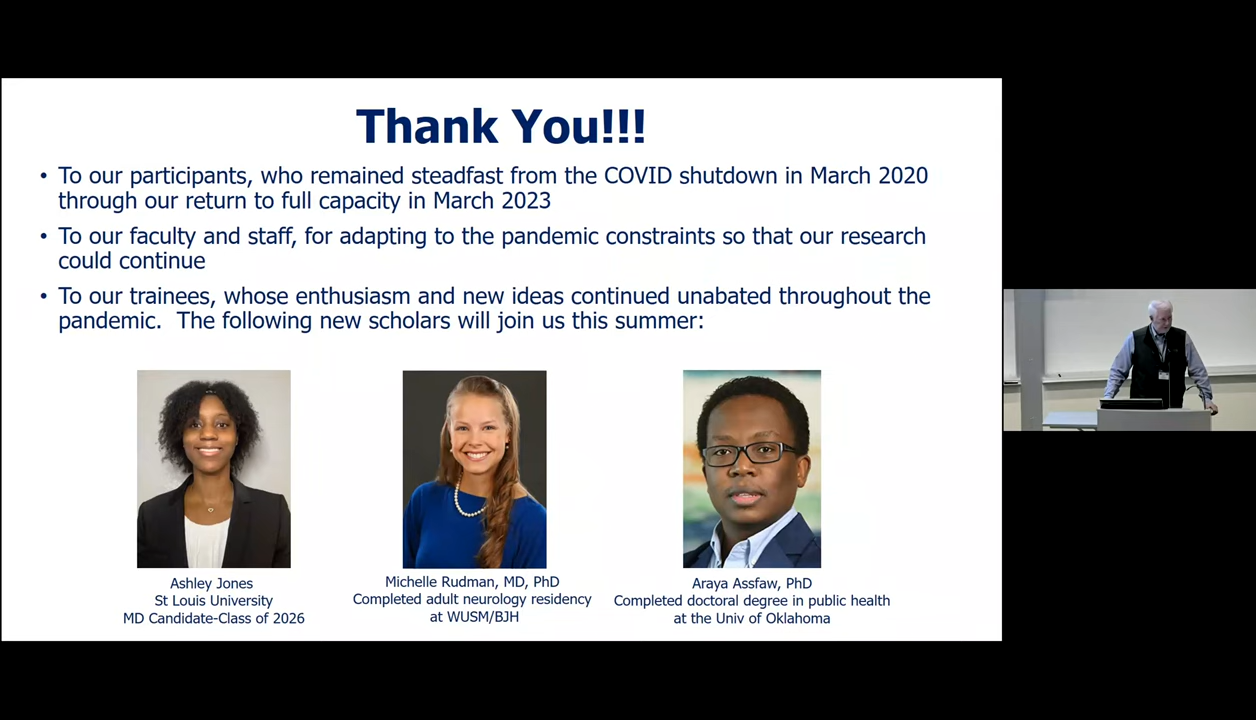 Thank You!!!
• To our participants, who remained steadfast from the COVID shutdown in March 2020
through our return to full capacity in March 2023
• To our faculty and staff, for adapting to the pandemic constraints so that our research
could continue
• To our trainees, whose enthusiasm and new ideas continued unabated throughout the
pandemic.  The following new scholars will join us this summer:
Ashley Jones
St Louis University
MD Candidate-Class of 2026
Michelle Rudman, MD, PhD
Completed adult neurology residency
at WUSM/BJH
Araya Assfaw, PhD
Completed doctoral degree in public health
at the Univ of Oklahoma